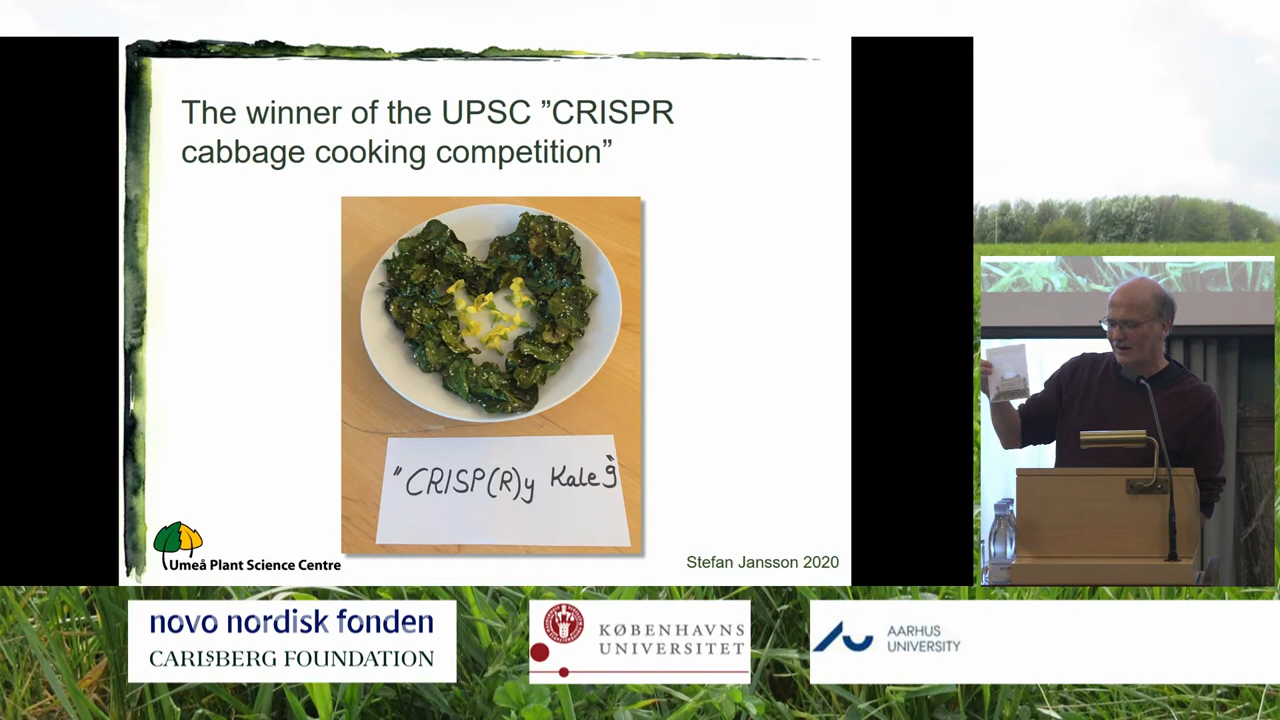 The winner of the UPSC ”CRISPR
cabbage cooking competition”
"CRISP(R)y Kale"
Umeå Plant Science Centre
Stefan Jansson 2020
novo nordisk fonden
CARLSBERG FOUNDATION
KØBENHAVNS
UNIVERSITET
AARHUS
UNIVERSITY